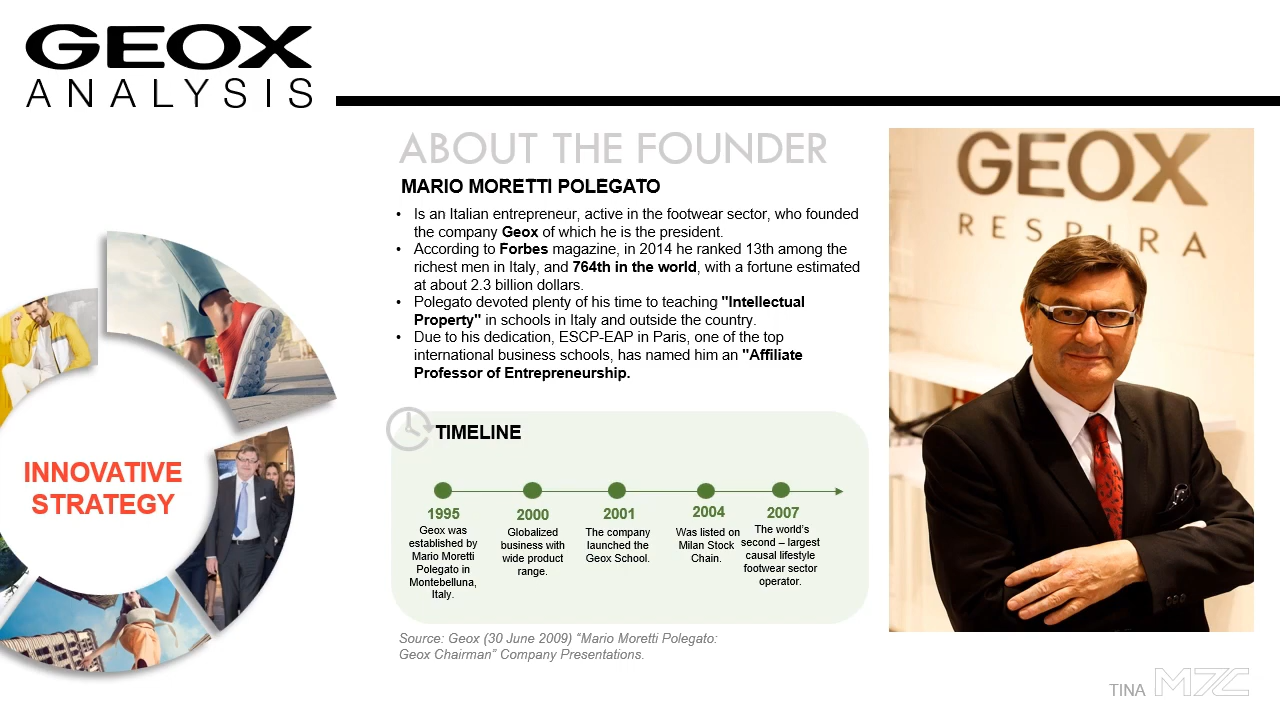 GEOX
ANALYSIS
ABOUT THE FOUNDER
MARIO MORETTI POLEGATO
• Is an Italian entrepreneur, active in the footwear sector, who founded
the company Geox of which he is the president.
• According to Forbes magazine, in 2014 he ranked 13th among the
richest men in Italy, and 764th in the world, with a fortune estimated
at about 2.3 billion dollars.
• Polegato devoted plenty of his time to teaching "Intellectual
Property" in schools in Italy and outside the country.
• Due to his dedication, ESCP-EAP in Paris, one of the top
international business schools, has named him an "Affiliate
Professor of Entrepreneurship.
GEOX
RESPIRA
INNOVATIVE
STRATEGY
TIMELINE
1995
Geox was
established by
Mario Moretti
Polegato in
Montebelluna,
Italy.
2000
Globalized
business with
wide product
range.
2001
The company
launched the
Geox School.
2004
Was listed on
Milan Stock
Chain.
2007
The world's
second – largest
causal lifestyle
footwear sector
operator.
Source: Geox (30 June 2009) “Mario Moretti Polegato:
Geox Chairman” Company Presentations.
TINA M7C